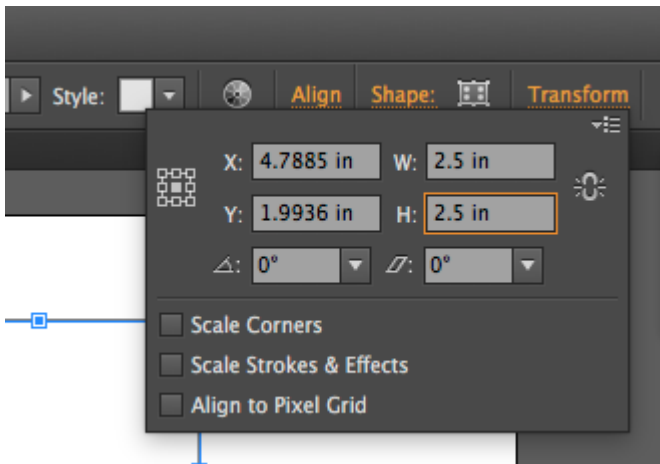 Style: Align Shape: Transform
X: 4.7885 in W: 2.5 in
Y: 1.9936 in H: 2.5 in
: 0° : 0°
Scale Corners
Scale Strokes & Effects
Align to Pixel Grid